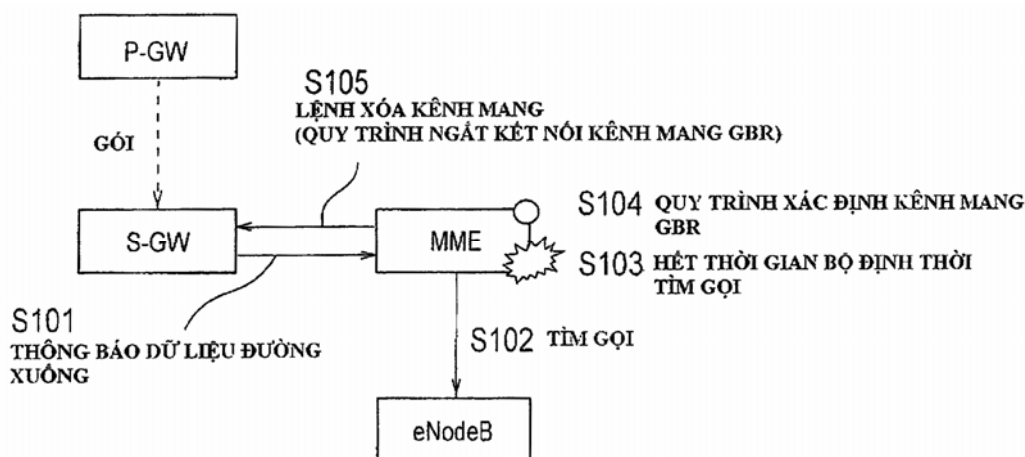 P-GW
S105
LỆNH XÓA KÊNH MANG
(QUY TRÌNH NGẮT KẾT NỐI KÊNH MANG GBR)
GÓI
S-GW
MME
S104 QUY TRÌNH XÁC ĐỊNH KÊNH MANG
GBR
S103 HẾT THỜI GIAN BỘ ĐỊNH THỜI
TÌM GỌI
S101
THÔNG BÁO DỮ LIỆU ĐƯỜNG
XUỐNG
S102 TÌM GỌI
eNodeB